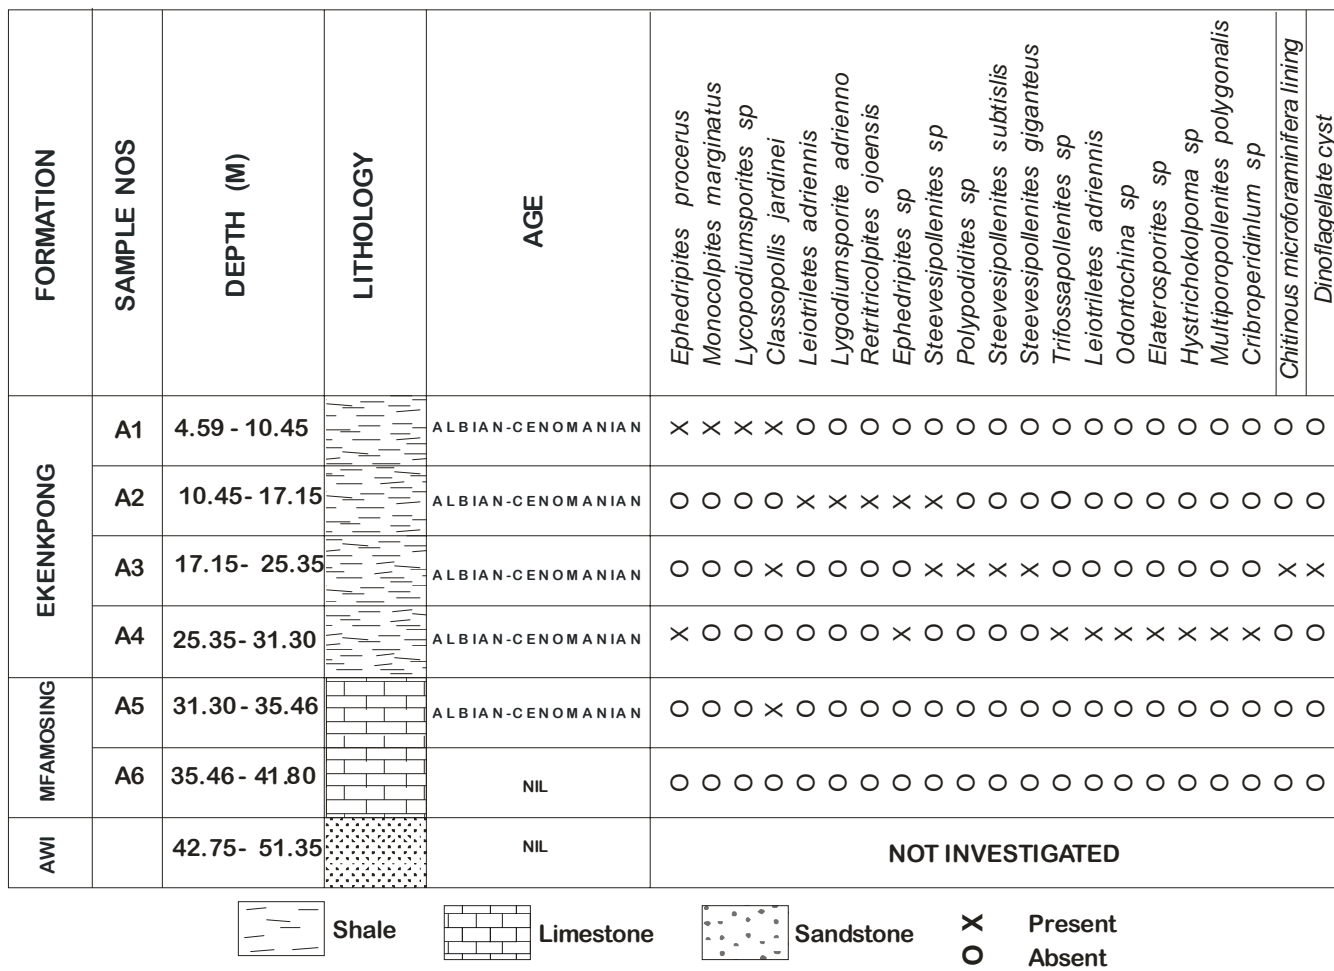 FORMATION SAMPLE NOS DEPTH (M) LITHOLOGY AGE Ephedripites procerus Monocolpites marginatus Lycopodiumsporites sp Classopollis jardinei Leiotriletes adriennis Lygodiumsporite adrienno Retritricolpites ojoensis Ephedripites sp Steevesipollenites sp Polypodidites sp Steevesipollenites subtislis Steevesipollenites giganteus Trifossapollenites sp Leiotriletes adriennis Odontochina sp Elaterosporites sp Hystrichokolpoma sp Multiporopollenites polygonalis Cribroperidinlum sp Chitinous microforaminifera lining Dinoflagellate cyst
EKENKPONG
A1 4.59 - 10.45 ALBIAN-CENOMANIAN X X X X O O O O O O O O O O O O O O O O O
A2 10.45 - 17.15 ALBIAN-CENOMANIAN O O O O X X X X X O O O O O O O O O O O O
A3 17.15 - 25.35 ALBIAN-CENOMANIAN O O O X O O O O X X X X O O O O O O O X X
A4 25.35 - 31.30 ALBIAN-CENOMANIAN X O O O O O O X O O O O X X X X X X X O O
MFAMOSING
A5 31.30 - 35.46 ALBIAN-CENOMANIAN O O O X O O O O O O O O O O O O O O O O O
A6 35.46 - 41.80 NIL O O O O O O O O O O O O O O O O O O O O O
AWI 42.75 - 51.35 NIL NOT INVESTIGATED
Shale Limestone Sandstone X Present
O Absent